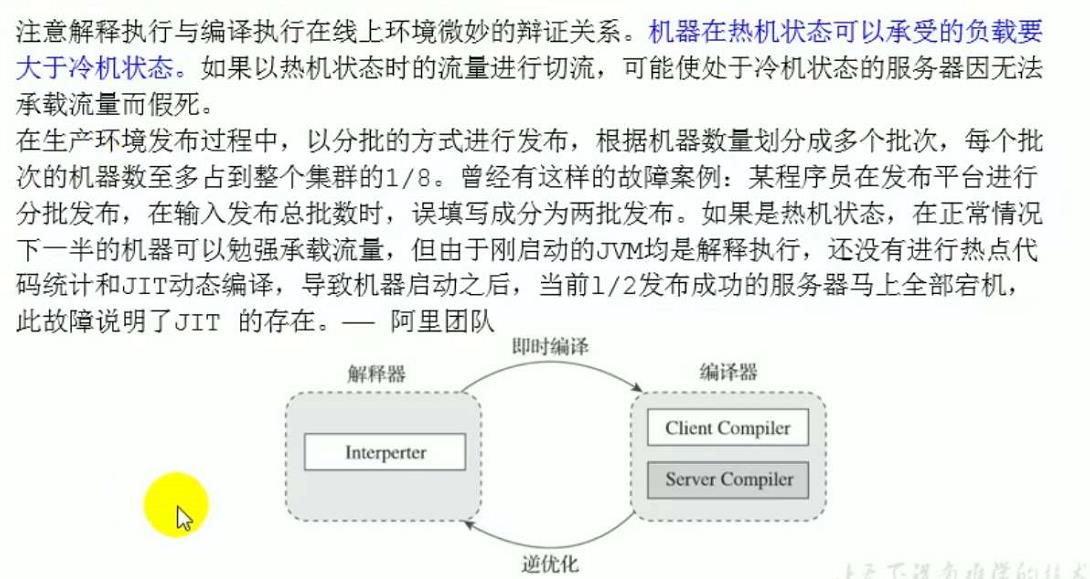 注意解释执行与编译执行在线上环境微妙的辩证关系。机器在热机状态可以承受的负载要
大于冷机状态。如果以热机状态时的流量进行切流，可能使处于冷机状态的服务器因无法
承载流量而假死。
在生产环境发布过程中，以分批的方式进行发布，根据机器数量划分成多个批次，每个批
次的机器数至多占到整个集群的1/8。曾经有这样的故障案例：某程序员在发布平台进行
分批发布，在输入发布总批数时，误填写成分为两批发布。如果是热机状态，在正常情况
下一半的机器可以勉强承载流量，但由于刚启动的JVM均是解释执行，还没有进行热点代
码统计和JIT动态编译，导致机器启动之后，当前1/2发布成功的服务器马上全部宕机，
此故障说明了JIT 的存在。—— 阿里团队
即时编译
解释器
编译器
Interperter
Client Compiler
Server Compiler
逆优化